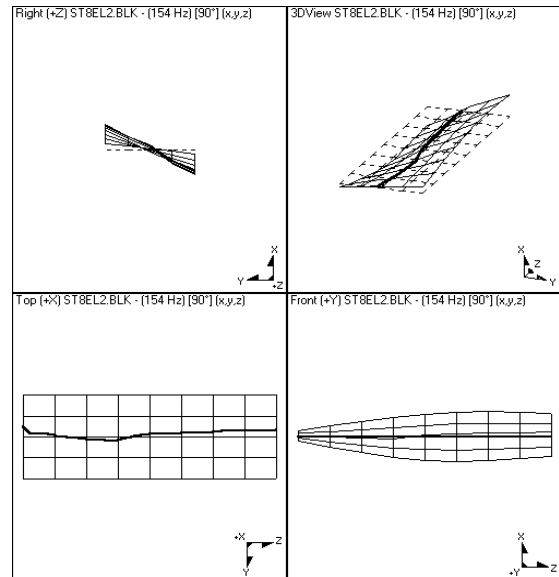 Right (+Z) ST8EL2.BLK - (154 Hz) [90°] (x,y,z)
X
Y
+Z
3DView ST8EL2.BLK - (154 Hz) [90°] (x,y,z)
X
Z
Y
Top (+X) ST8EL2.BLK - (154 Hz) [90°] (x,y,z)
+X
Z
Y
Front (+Y) ST8EL2.BLK - (154 Hz) [90°] (x,y,z)
X
+Y
Z